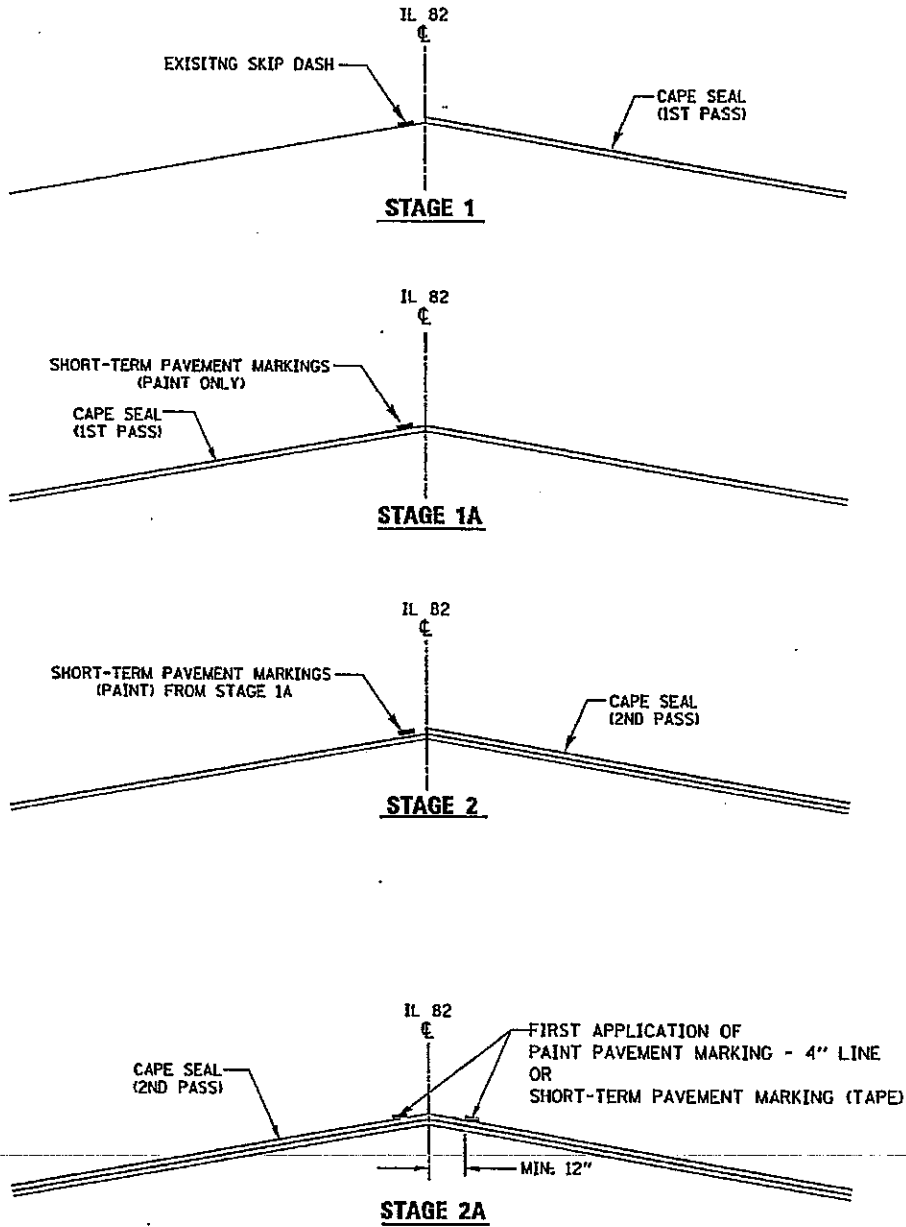 IL 82
℄
EXISITNG SKIP DASH
CAPE SEAL
(1ST PASS)
STAGE 1
IL 82
℄
SHORT-TERM PAVEMENT MARKINGS
(PAINT ONLY)
CAPE SEAL
(1ST PASS)
STAGE 1A
IL 82
℄
SHORT-TERM PAVEMENT MARKINGS
(PAINT) FROM STAGE 1A
CAPE SEAL
(2ND PASS)
STAGE 2
IL 82
℄
FIRST APPLICATION OF
PAINT PAVEMENT MARKING - 4" LINE
OR
SHORT-TERM PAVEMENT MARKING (TAPE)
CAPE SEAL
(2ND PASS)
MIN. 12"
STAGE 2A